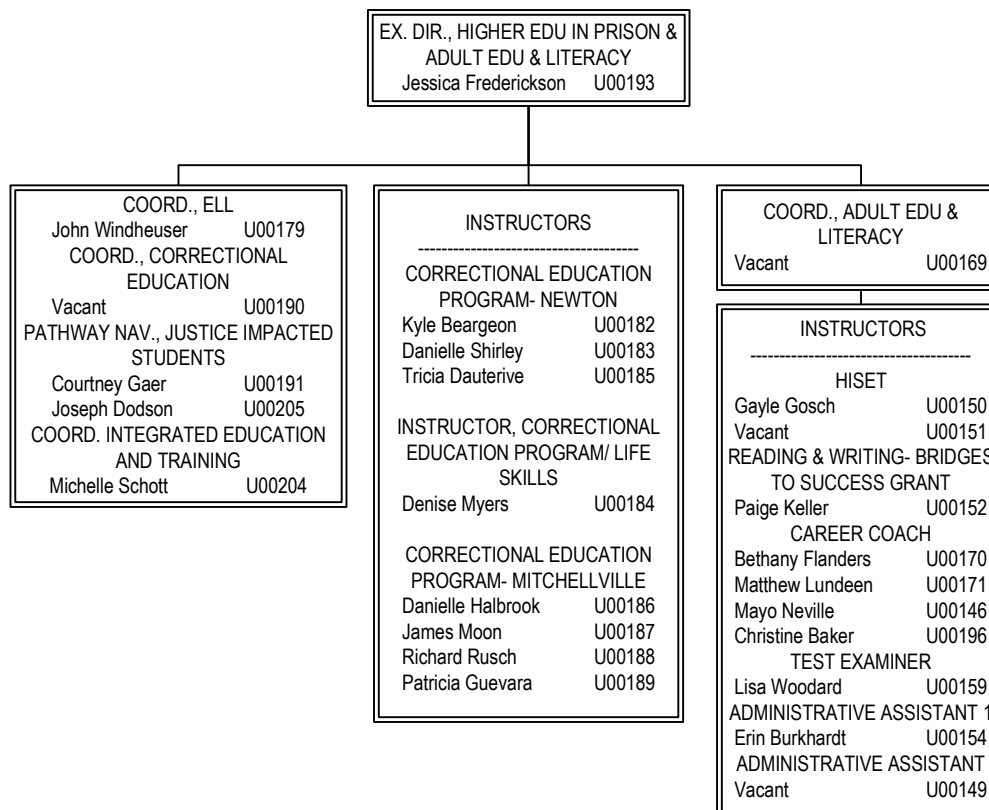 EX. DIR., HIGHER EDU IN PRISON &
ADULT EDU & LITERACY
Jessica Frederickson U00193
COORD., ELL
John Windheuser U00179
COORD., CORRECTIONAL
EDUCATION
Vacant U00190
PATHWAY NAV., JUSTICE IMPACTED
STUDENTS
Courtney Gaer U00191
Joseph Dodson U00205
COORD. INTEGRATED EDUCATION
AND TRAINING
Michelle Schott U00204
INSTRUCTORS
--------------------------------------
CORRECTIONAL EDUCATION
PROGRAM- NEWTON
Kyle Beargeon U00182
Danielle Shirley U00183
Tricia Dauterive U00185
INSTRUCTOR, CORRECTIONAL
EDUCATION PROGRAM/ LIFE
SKILLS
Denise Myers U00184
CORRECTIONAL EDUCATION
PROGRAM- MITCHELLVILLE
Danielle Halbrook U00186
James Moon U00187
Richard Rusch U00188
Patricia Guevara U00189
COORD., ADULT EDU &
LITERACY
Vacant U00169
INSTRUCTORS
--------------------------------------
HISET
Gayle Gosch U00150
Vacant U00151
READING & WRITING- BRIDGES
TO SUCCESS GRANT
Paige Keller U00152
CAREER COACH
Bethany Flanders U00170
Matthew Lundeen U00171
Mayo Neville U00146
Christine Baker U00196
TEST EXAMINER
Lisa Woodard U00159
ADMINISTRATIVE ASSISTANT 1
Erin Burkhardt U00154
ADMINISTRATIVE ASSISTANT
Vacant U00149